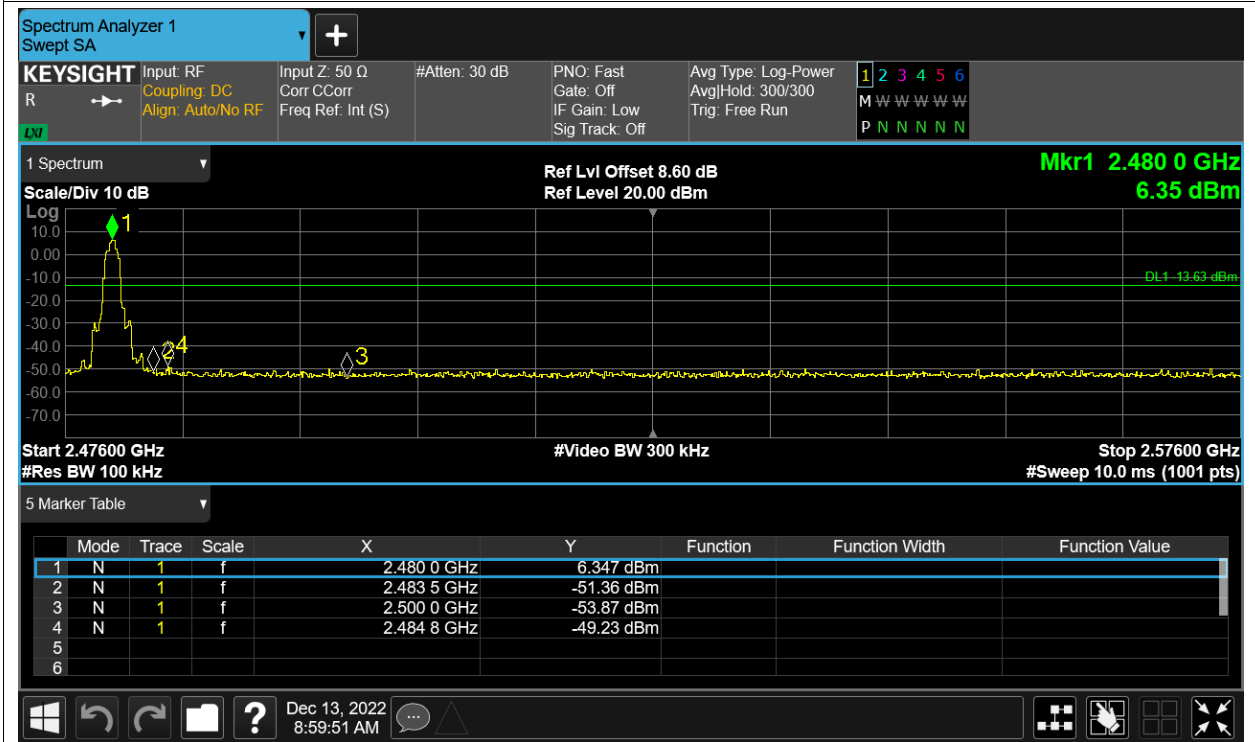 Spectrum Analyzer 1
Swept SA
+
KEYSIGHT Input: RF Input Z: 50 Ω #Atten: 30 dB PNO: Fast Avg Type: Log-Power 1 2 3 4 5 6
R Coupling: DC Corr CCorr Gate: Off Avg|Hold: 300/300 M W W W W W
Align: Auto/No RF Freq Ref: Int (S) IF Gain: Low Trig: Free Run
LXI Sig Track: Off P N N N N N
1 Spectrum Ref Lvl Offset 8.60 dB Mkr1 2.480 0 GHz
Scale/Div 10 dB Ref Level 20.00 dBm 6.35 dBm
Log
1
10.0
0.00
-10.0 DL1 -13.63 dBm
-20.0
-30.0
-40.0 2 4 3
-50.0
-60.0
-70.0
Start 2.47600 GHz #Video BW 300 kHz Stop 2.57600 GHz
#Res BW 100 kHz #Sweep 10.0 ms (1001 pts)
5 Marker Table
Mode Trace Scale X Y Function Function Width Function Value
1 N 1 f 2.480 0 GHz 6.347 dBm
2 N 1 f 2.483 5 GHz -51.36 dBm
3 N 1 f 2.500 0 GHz -53.87 dBm
4 N 1 f 2.484 8 GHz -49.23 dBm
5
6
? Dec 13, 2022
8:59:51 AM